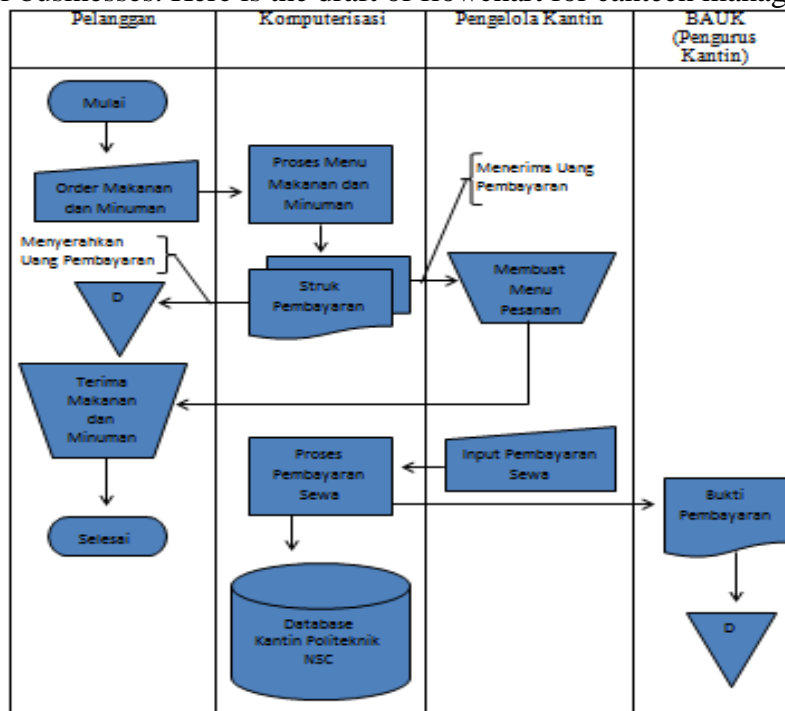 Pelanggan
Komputerisasi
Pengelola Kantin
BAUK
(Pengurus
Kantin)
Mulai
Order Makanan
dan Minuman
Proses Menu
Makanan dan
Minuman
Menerima Uang
Pembayaran
Menyerahkan
Uang Pembayaran
Struk
Pembayaran
Membuat
Menu
Pesanan
D
Terima
Makanan
dan
Minuman
Proses
Pembayaran
Sewa
Input Pembayaran
Sewa
Bukti
Pembayaran
Selesai
Database
Kantin Politeknik
NSC
D